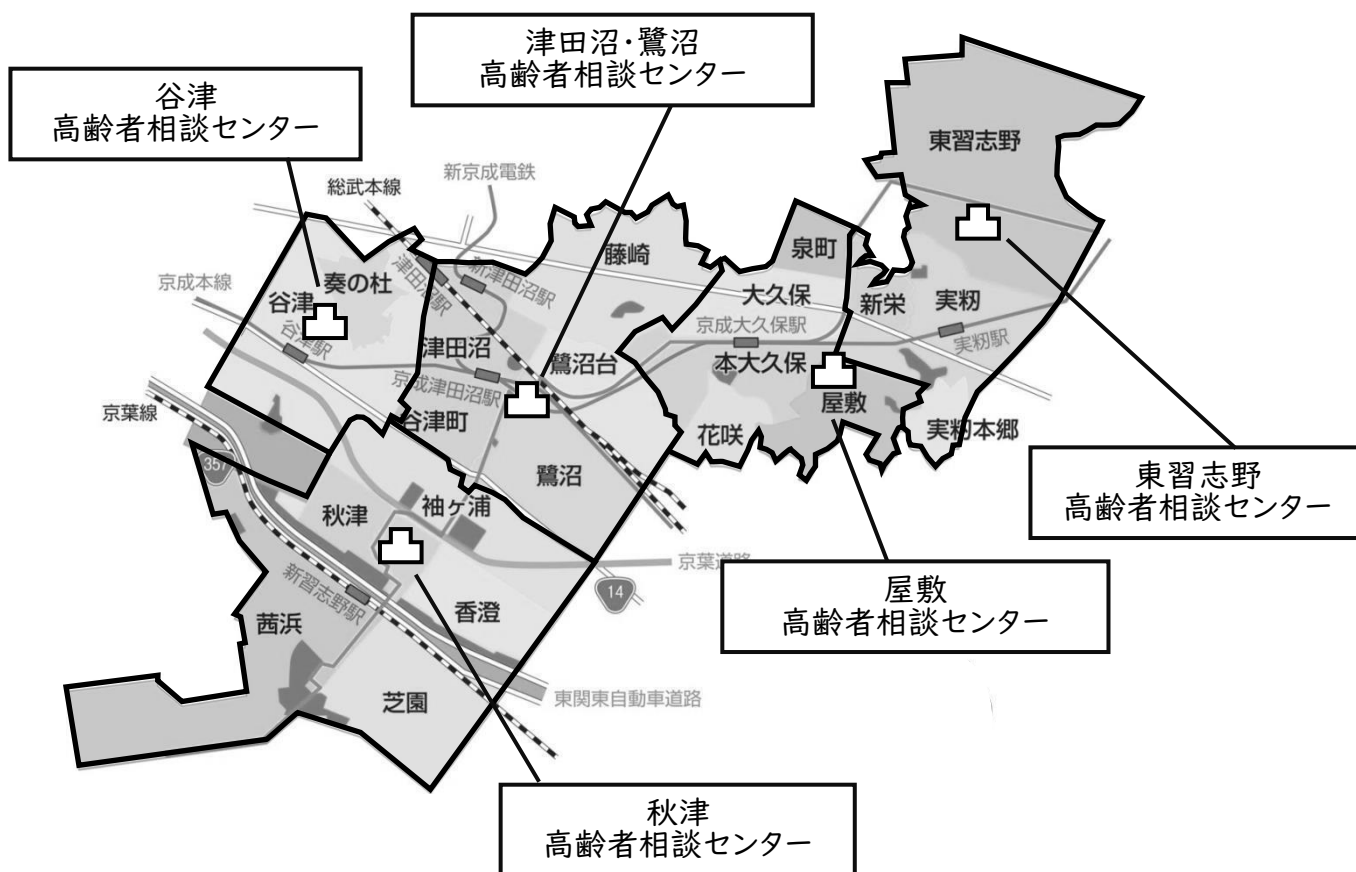 津田沼・鷺沼
高齢者相談センター
谷津
高齢者相談センター
東習志野
新京成電鉄
総武本線
藤崎
泉町
奏の杜
津田沼駅
新津田沼駅
京成本線
谷津
大久保
新栄
実籾
谷津駅
京成大久保駅
実籾駅
津田沼
鷺沼台
本大久保
京成津田沼駅
屋敷
京葉線
谷津町
花咲
実籾本郷
357
鷺沼
東習志野
高齢者相談センター
秋津
袖ヶ浦
京葉道路
新習志野駅
14
屋敷
高齢者相談センター
茜浜
香澄
芝園
東関東自動車道路
秋津
高齢者相談センター